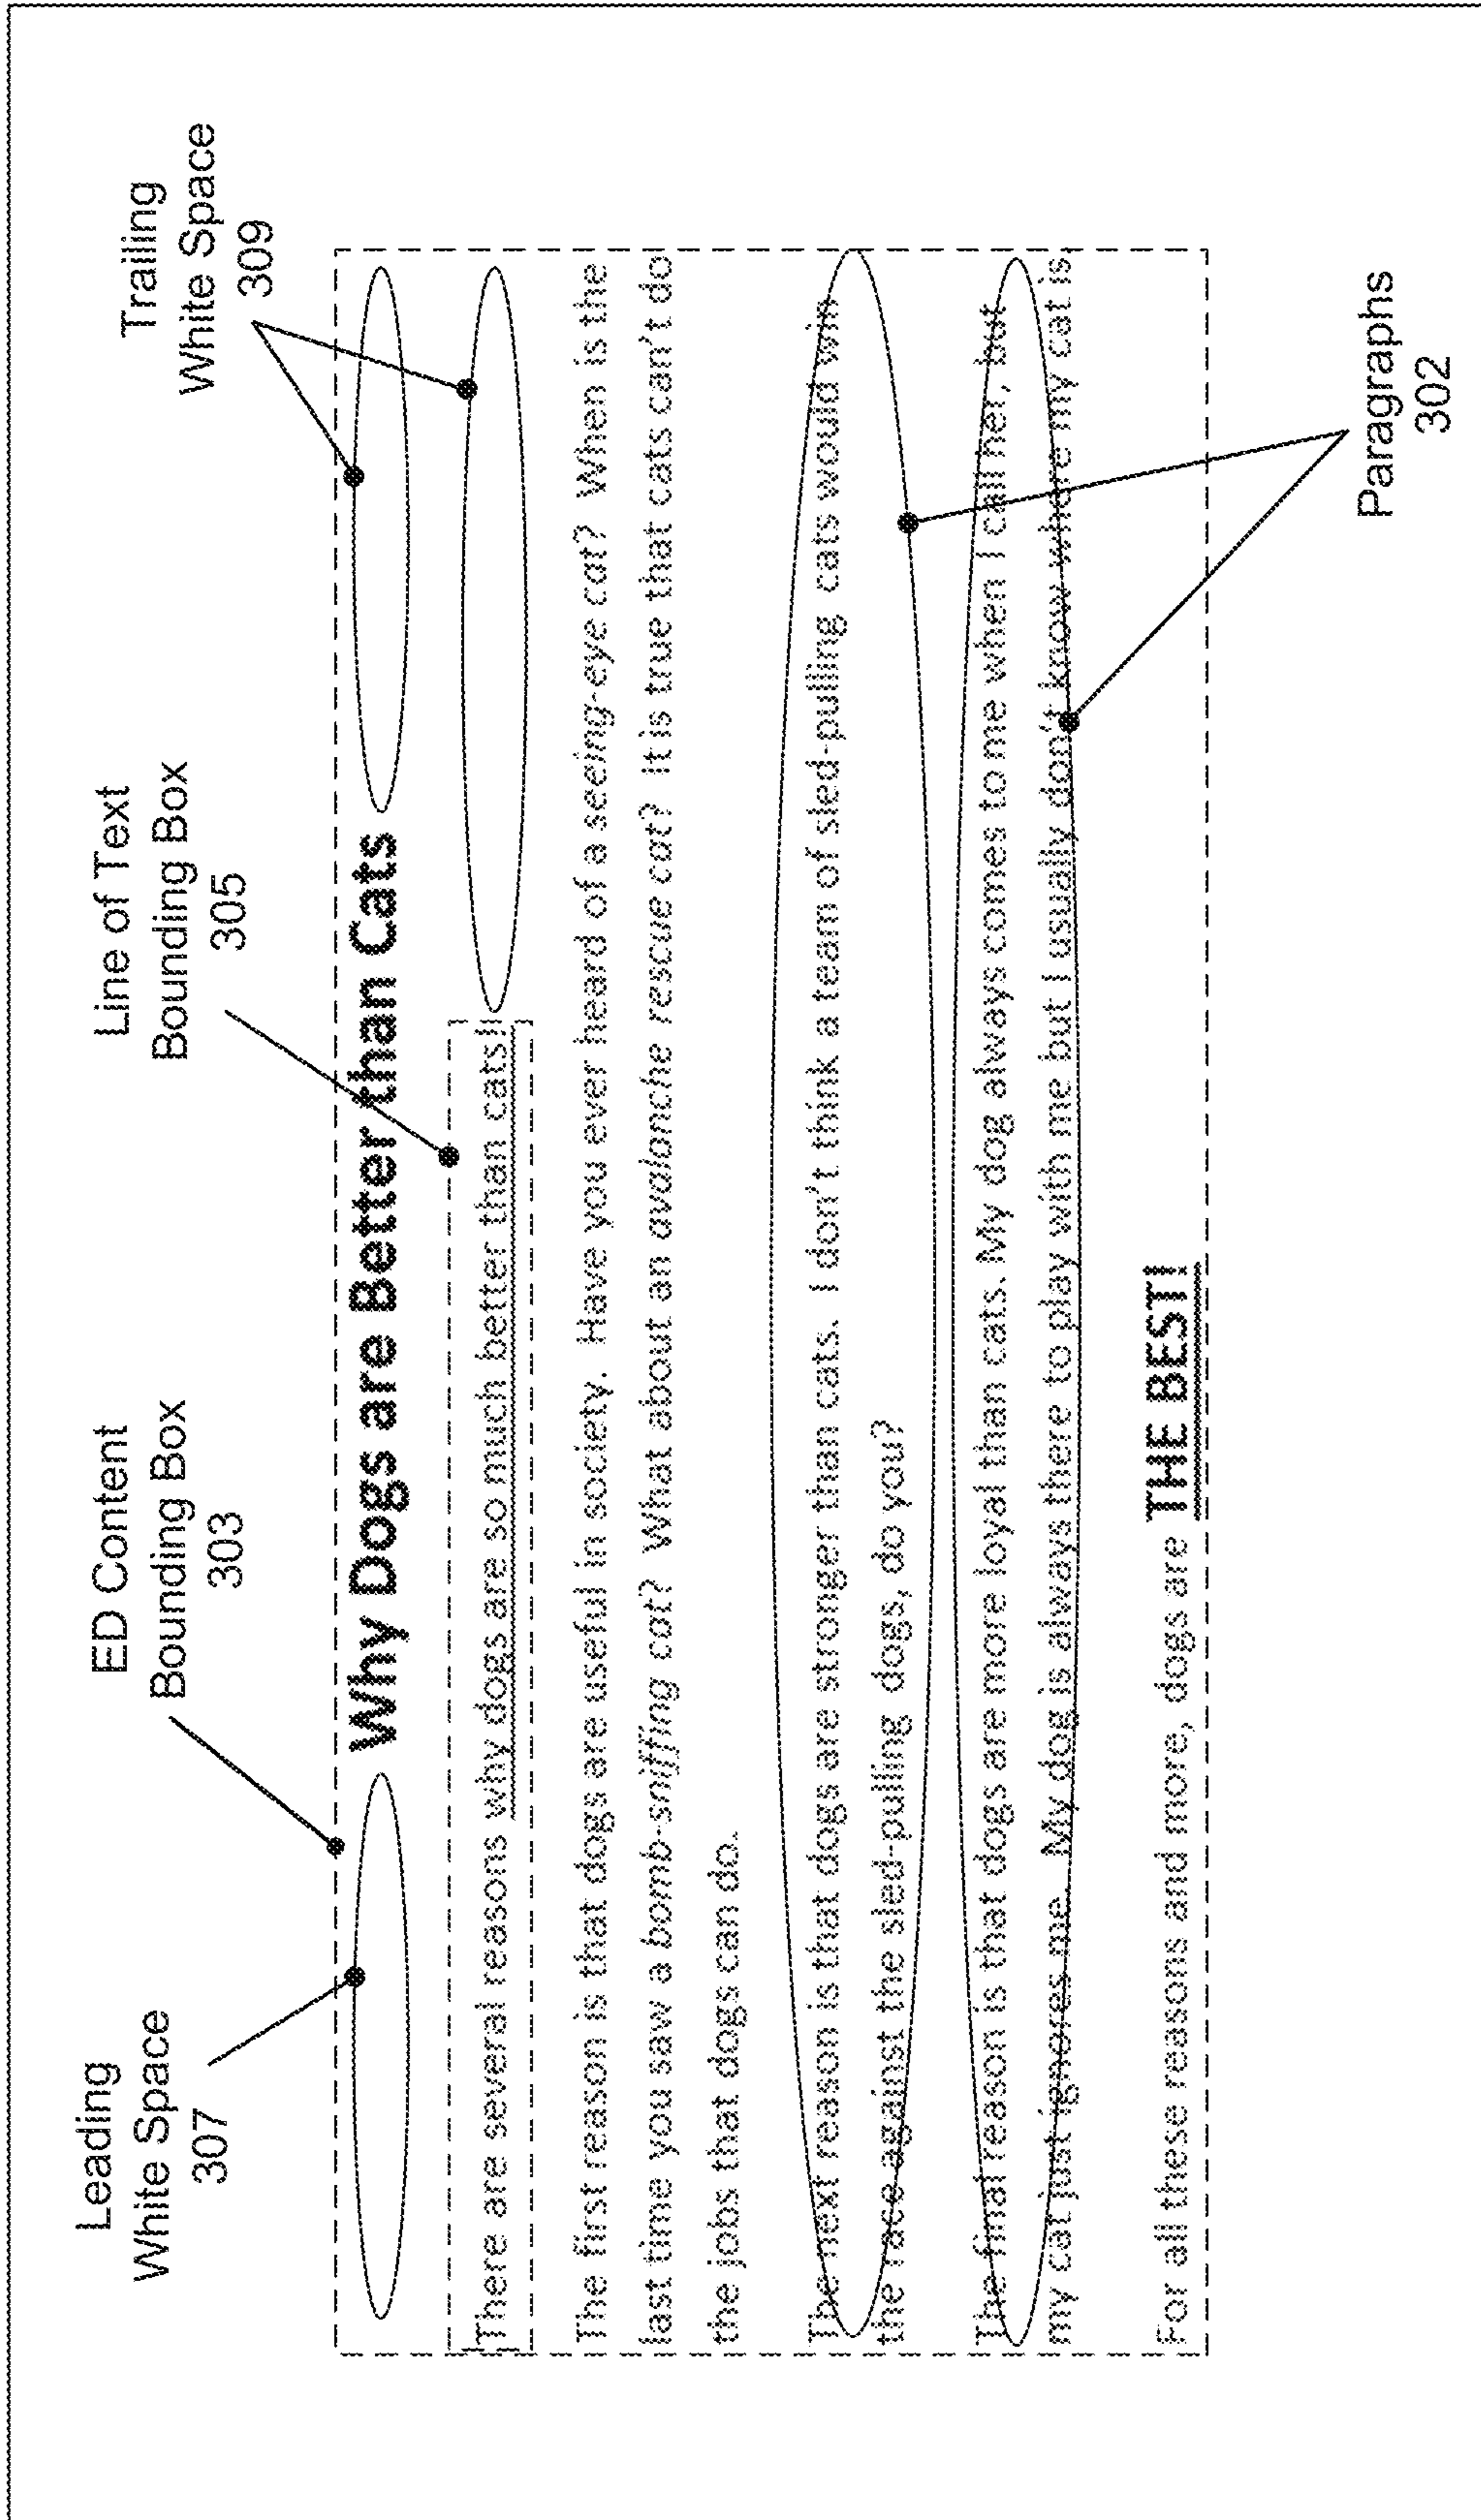 Leading
White Space
307
ED Content
Bounding Box
303
Line of Text
Bounding Box
305
Trailing
White Space
309
Why Dogs are Better than Cats
There are several reasons why dogs are so much better than cats!
The first reason is that dogs are useful in society. Have you ever heard of a seeing-eye cat? When is the
last time you saw a bomb-sniffing cat? What about an avalanche rescue cat? It is true that cats can't do
the jobs that dogs can do.
The next reason is that dogs are stronger than cats. I don't think a team of sled-pulling cats would win
the race against the sled-pulling dogs, do you?
The final reason is that dogs are more loyal than cats. My dog always comes to me when I call her, but
my cat just ignores me. My dog is always there to play with me but I usually don't know where my cat is.
For all these reasons and more, dogs are THE BEST!
Paragraphs
302